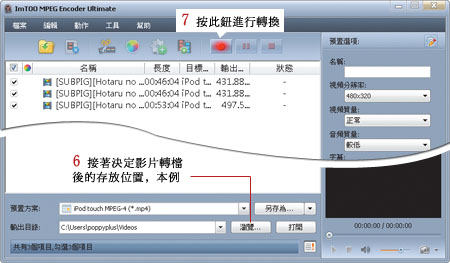 ImTOO MPEG Encoder Ultimate
檔案 編輯 動作 工具 幫助
7 按此鈕進行轉換
名稱 長度 目標... 輸出... 狀態
[SUBPIG][Hotaru no ... 00:46:04 iPod t... 431.88...
[SUBPIG][Hotaru no ... 00:46:04 iPod t... 431.88...
[SUBPIG][Hotaru no ... 00:53:04 iPod t... 497.5...
預置選項:
名稱:
視頻分辨率:
480x320
視頻質量:
正常
音頻質量:
較低
字幕:
6 接著決定影片轉檔
後的存放位置，本例
預置方案: iPod touch MPEG-4 (*.mp4) 另存為...
輸出目錄: C:\Users\poppyplus\Videos 瀏覽... 打開
共有3個項目,勾選3個項目
00:00:00 / 00:00:00